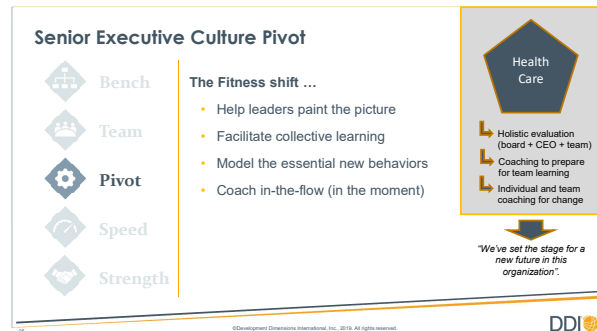 Senior Executive Culture Pivot
Bench
Team
Pivot
Speed
Strength
The Fitness shift …
• Help leaders paint the picture
• Facilitate collective learning
• Model the essential new behaviors
• Coach in-the-flow (in the moment)
Health
Care
Holistic evaluation
(board + CEO + team)
Coaching to prepare
for team learning
Individual and team
coaching for change
“We’ve set the stage for a
new future in this
organization”.
©Development Dimensions International, Inc., 2019. All rights reserved.
DDI